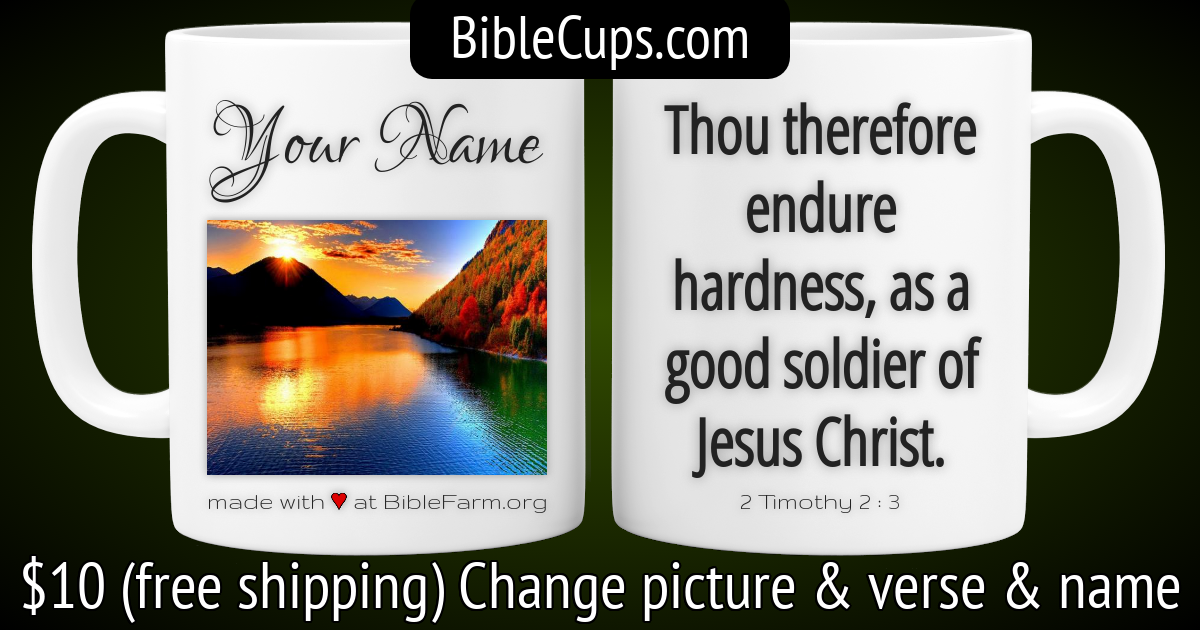 BibleCups.com
Your Name
made with ♥ at BibleFarm.org
Thou therefore
endure
hardness, as a
good soldier of
Jesus Christ.
2 Timothy 2 : 3
$10 (free shipping) Change picture & verse & name